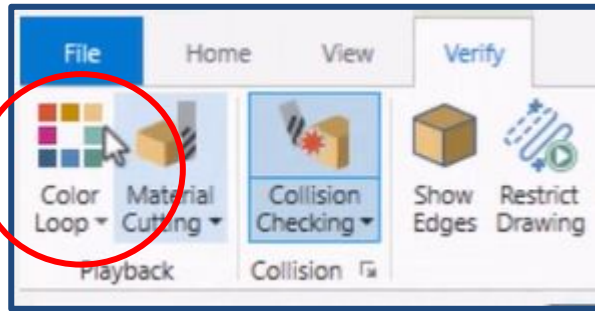 File Home View Verify
Color Loop
Material Cutting
Collision Checking
Show Edges
Restrict Drawing
Playback
Collision